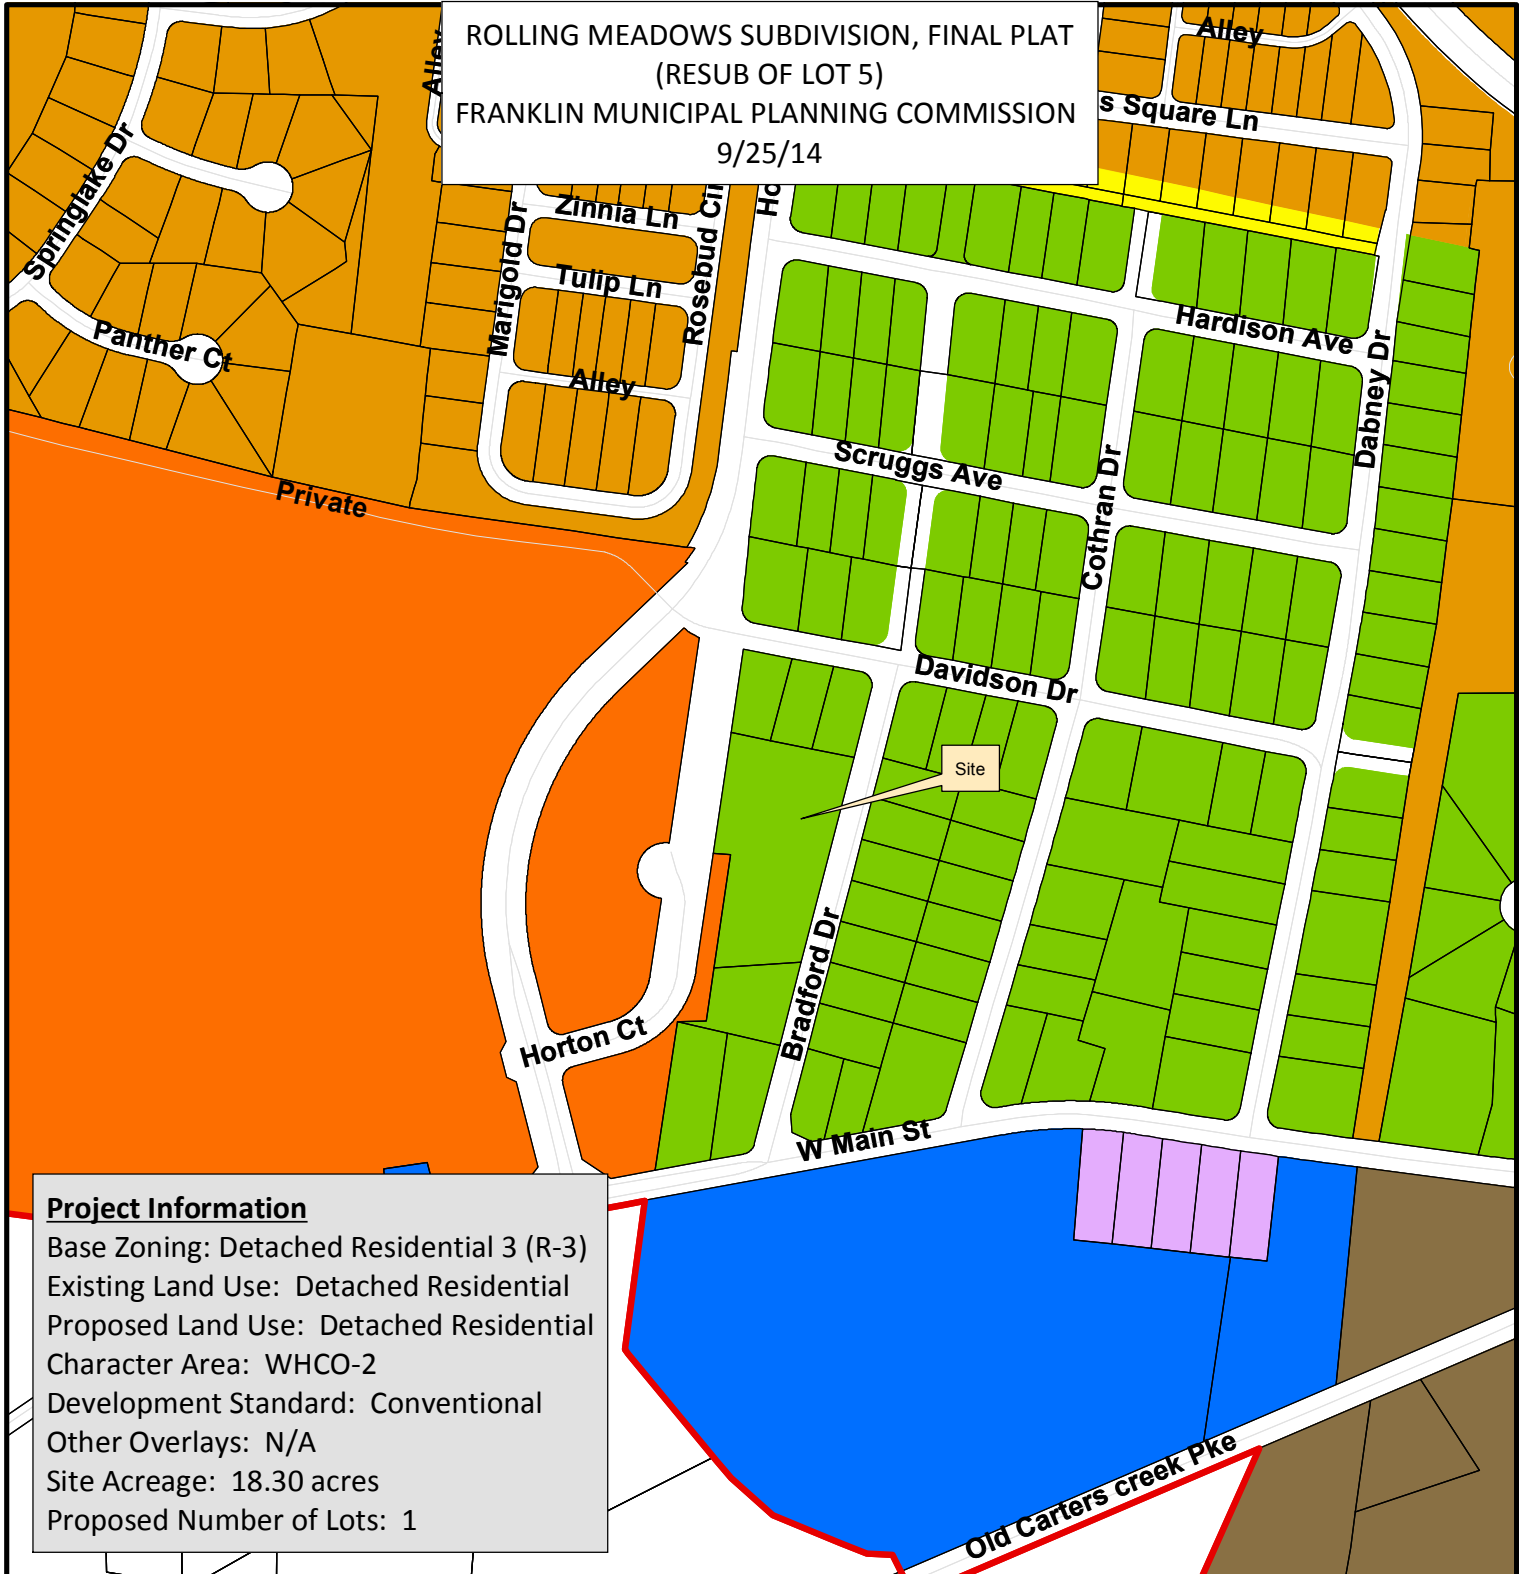 ROLLING MEADOWS SUBDIVISION, FINAL PLAT
(RESUB OF LOT 5)
FRANKLIN MUNICIPAL PLANNING COMMISSION
9/25/14
Alley
Alley
s Square Ln
Springlake Dr
Zinnia Ln
Marigold Dr
Rosebud Cir
Ho
Tulip Ln
Panther Ct
Hardison Ave
Alley
Dabney Dr
Scruggs Ave
Cothran Dr
Private
Davidson Dr
Site
Bradford Dr
Horton Ct
W Main St
Project Information
Base Zoning: Detached Residential 3 (R-3)
Existing Land Use: Detached Residential
Proposed Land Use: Detached Residential
Character Area: WHCO-2
Development Standard: Conventional
Other Overlays: N/A
Site Acreage: 18.30 acres
Proposed Number of Lots: 1
Old Carters creek Pke